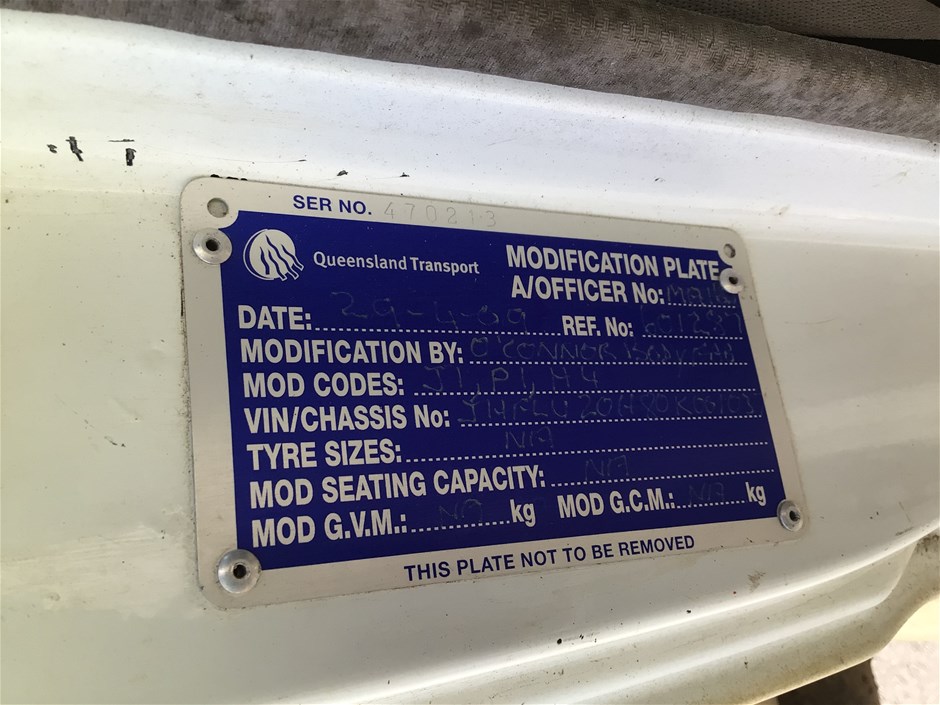 SER NO. 470213
Queensland Transport
MODIFICATION PLATE
A/OFFICER No:
DATE: 29-4-09 REF. No: 601237
MODIFICATION BY: O'CONNOR
MOD CODES: J1, P1, H4
VIN/CHASSIS No:
TYRE SIZES: NA
MOD SEATING CAPACITY: NA
MOD G.V.M.: NA kg MOD G.C.M.: NA kg
THIS PLATE NOT TO BE REMOVED